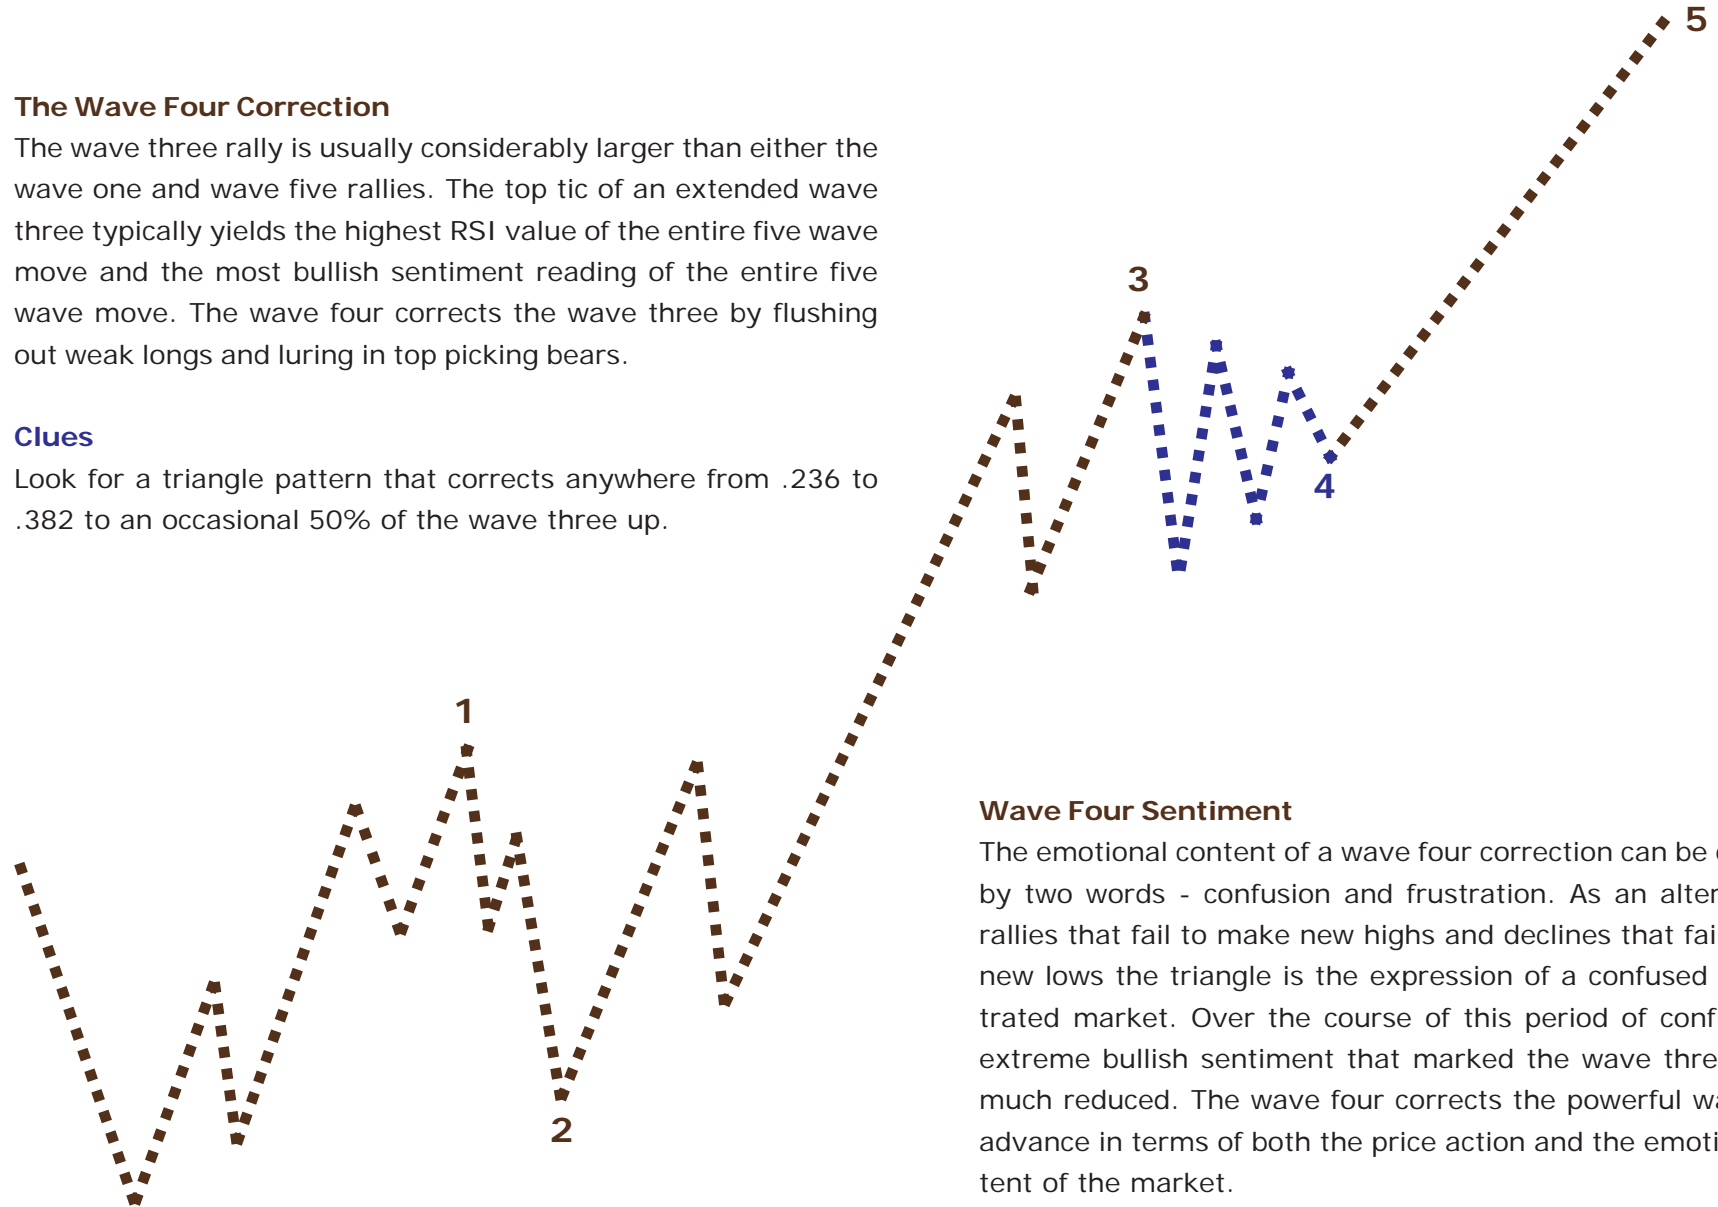 5
The Wave Four Correction
The wave three rally is usually considerably larger than either the
wave one and wave five rallies. The top tic of an extended wave
three typically yields the highest RSI value of the entire five wave
move and the most bullish sentiment reading of the entire five
wave move. The wave four corrects the wave three by flushing
out weak longs and luring in top picking bears.
3
Clues
Look for a triangle pattern that corrects anywhere from .236 to
.382 to an occasional 50% of the wave three up.
4
1
2
Wave Four Sentiment
The emotional content of a wave four correction can be
by two words - confusion and frustration. As an alter
rallies that fail to make new highs and declines that fai
new lows the triangle is the expression of a confused
trated market. Over the course of this period of conf
extreme bullish sentiment that marked the wave thre
much reduced. The wave four corrects the powerful wa
advance in terms of both the price action and the emoti
tent of the market.